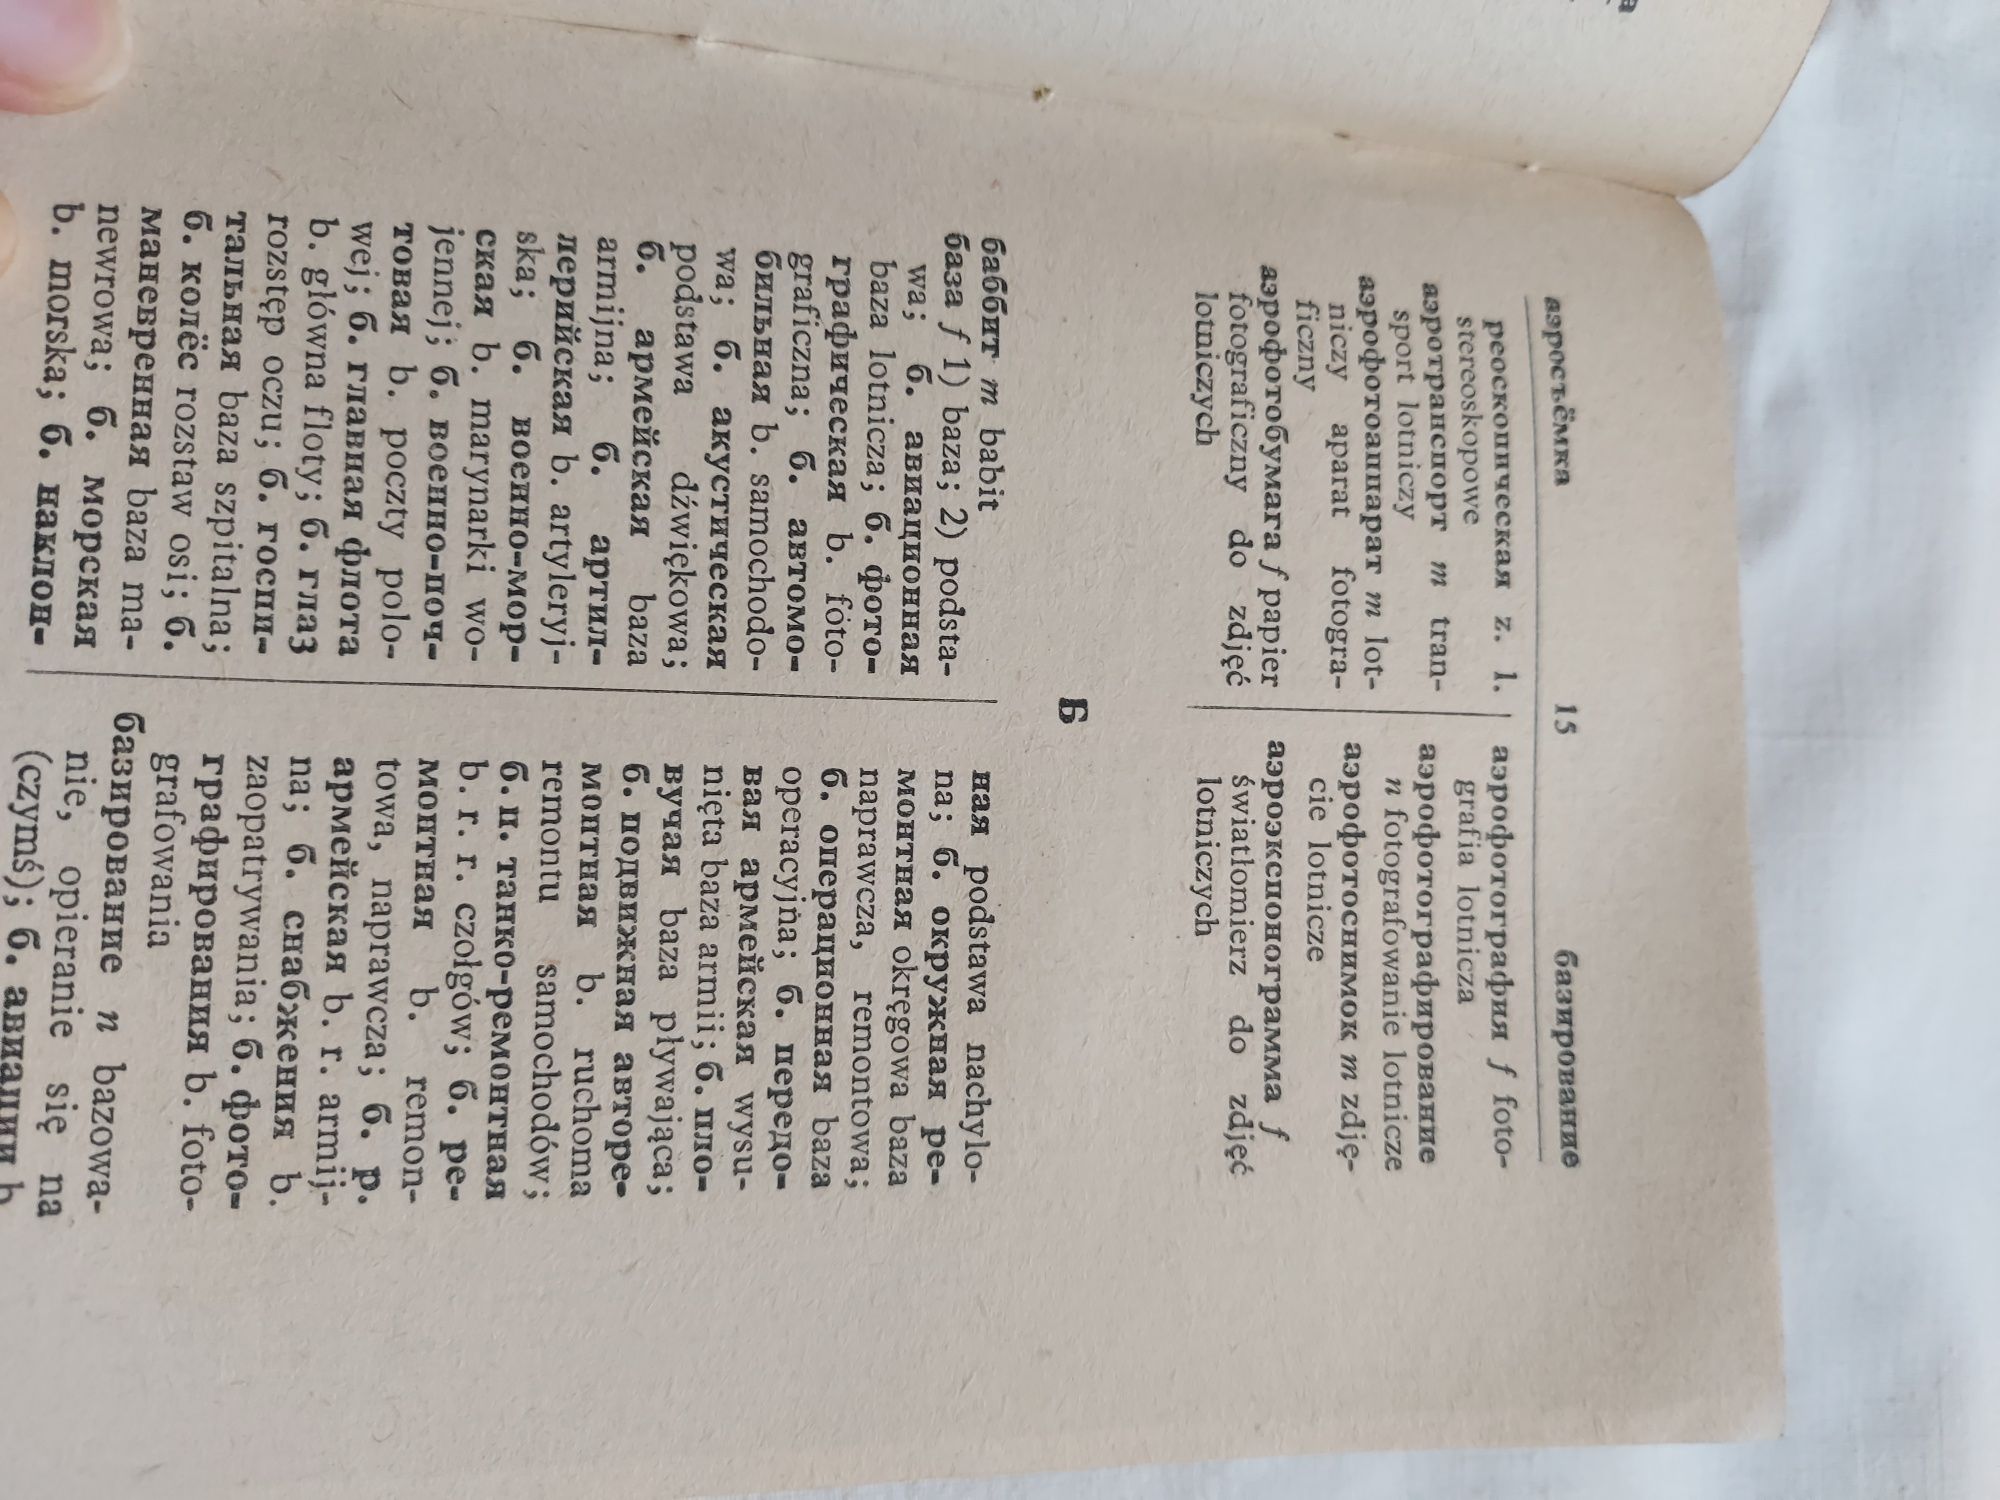 аэросъёмка 15 базирование
реоскопическая z. l.
stereoskopowe
аэротранспорт m tran-
sport lotniczy
аэрофотоаппарат m lot-
niczy aparat fotogra-
ficzny
аэрофотобумага f papier
fotograficzny do zdjęć
lotniczych
аэрофотография f foto-
grafia lotnicza
аэрофотографирование
n fotografowanie lotnicze
аэрофотоснимок m zdję-
cie lotnicze
аэроэкспонограмма f
światłomierz do zdjęć
lotniczych
Б
баббит m babit
база f 1) baza; 2) podsta-
wa; б. авиационная
baza lotnicza; б. фото-
графическая b. foto-
graficzna; б. автомо-
бильная b. samochodo-
wa; б. акустическая
podstawa dźwiękowa;
б. армейская baza
armijna; б. артил-
лерийская b. artyleryj-
ska; б. военно-мор-
ская b. marynarki wo-
jennej; б. военно-поч-
товая b. poczty polo-
wej; б. главная флота
b. główna floty; б. глаз
rozstęp oczu; б. госпи-
тальная baza szpitalna;
б. колёс rozstaw osi; б.
маневренная baza ma-
newrowa; б. морская
b. morska; б. наклон-
ная podstawa nachylo-
na; б. окружная ре-
монтная okręgowa baza
naprawcza, remontowa;
б. операционная baza
operacyjna; б. передо-
вая армейская wysu-
nięta baza armii; б. пло-
вучая baza pływająca;
б. подвижная авторе-
монтная b. ruchoma
remontu samochodów;
б. п. танко-ремонтная
b. r. r. czołgów; б. ре-
монтная b. remon-
towa, naprawcza; б. р.
армейская b. r. armij-
na; б. снабжения b.
zaopatrywania; б. фото-
графирования b. foto-
grafowania
базирование n bazowa-
nie, opieranie się na
(czymś); б. авиации b.